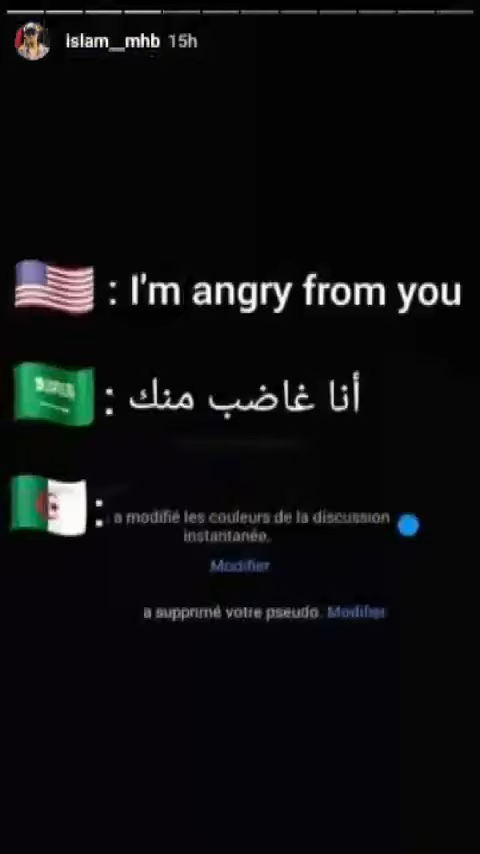 islam__mhb 15h
: I'm angry from you
: أنا غاضب منك
: a modifié les couleurs de la discussion
instantanée.
Modifier
a supprimé votre pseudo. Modifier